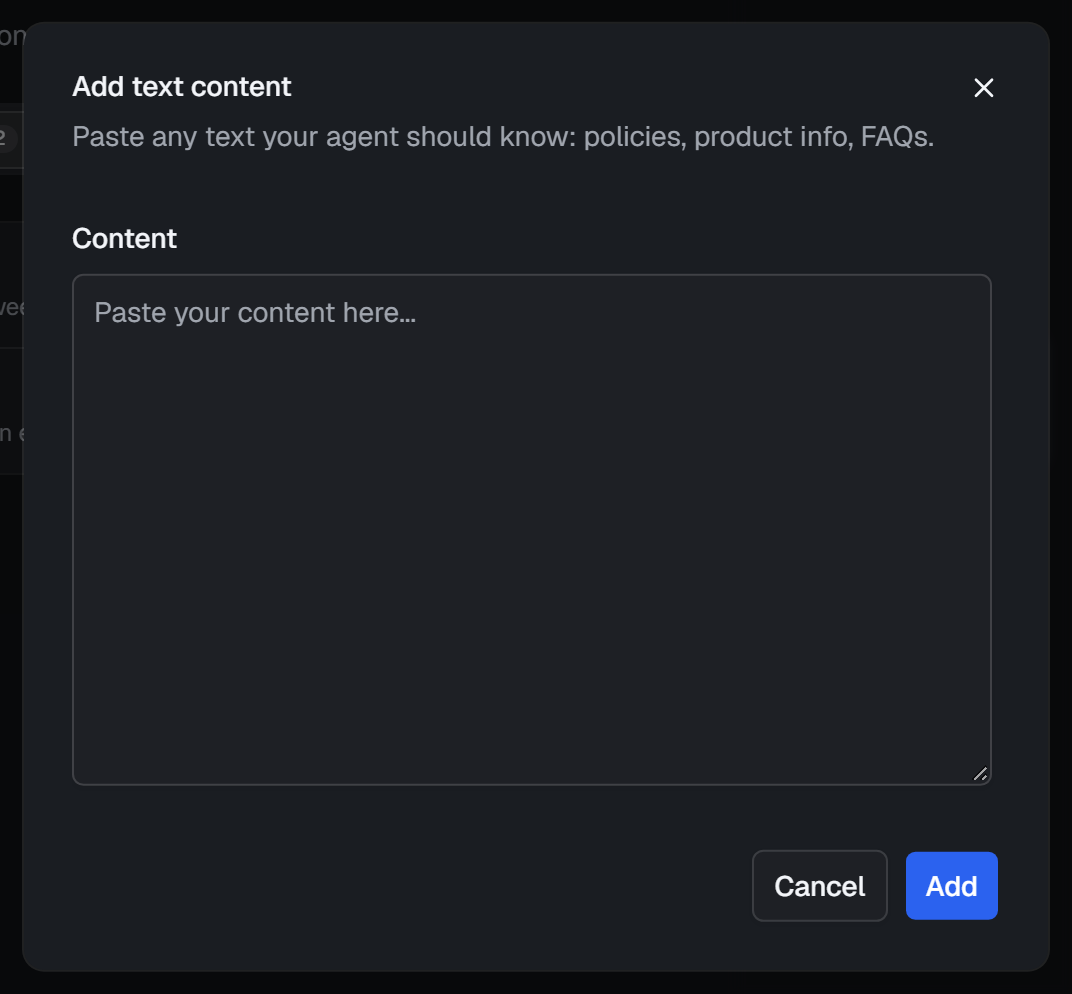 Add text content
Paste any text your agent should know: policies, product info, FAQs.
Content
Paste your content here...
Cancel
Add